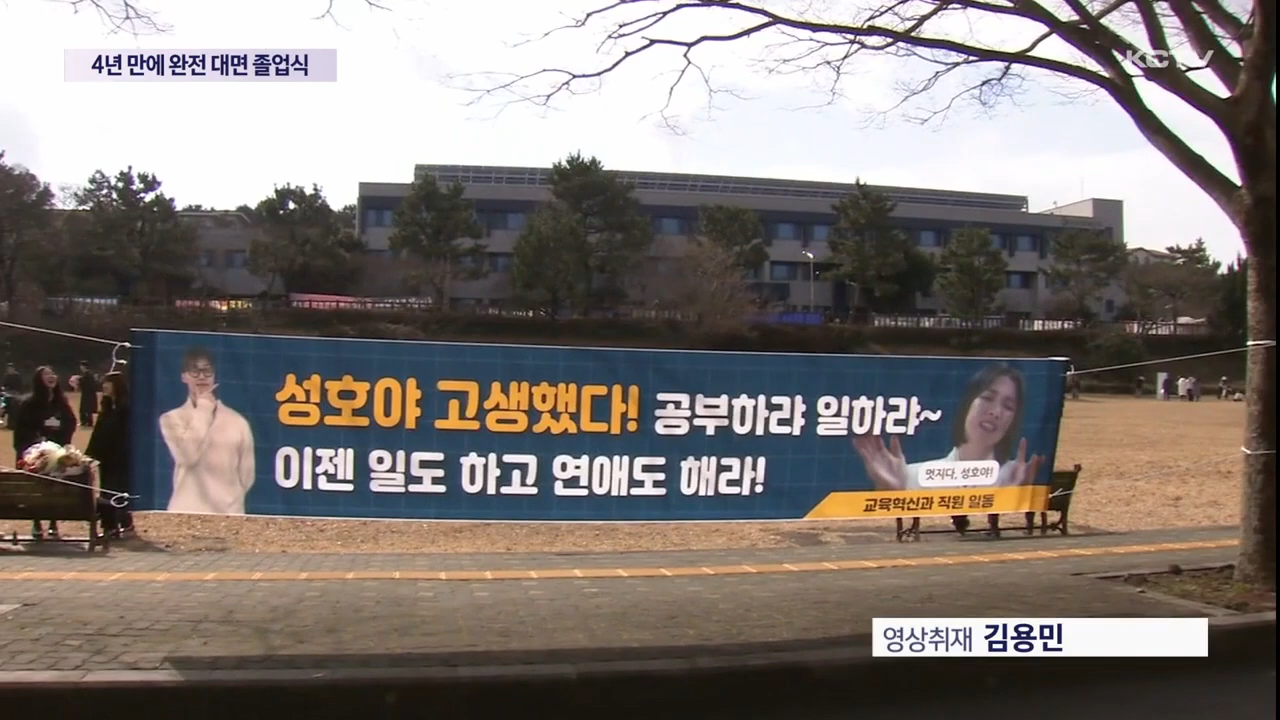 4년 만에 완전 대면 졸업식
KCTV
성호야 고생했다! 공부하랴 일하랴~
이젠 일도 하고 연애도 해라!
멋지다, 성호야!
교육혁신과 직원 일동
영상취재 김용민